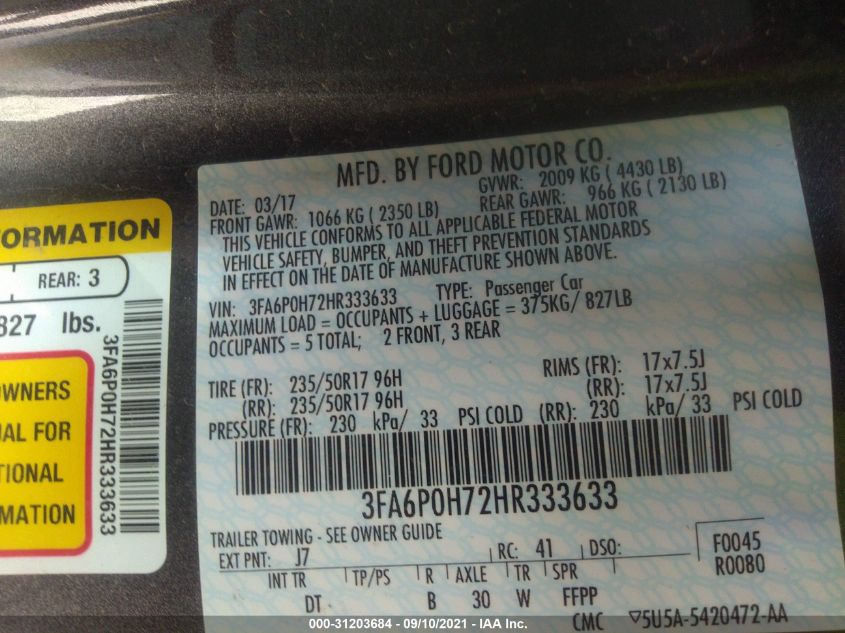 MFD. BY FORD MOTOR CO.
DATE: 03/17 GVWR: 2009 KG ( 4430 LB)
FRONT GAWR: 1066 KG ( 2350 LB) REAR GAWR: 966 KG ( 2130 LB)
THIS VEHICLE CONFORMS TO ALL APPLICABLE FEDERAL MOTOR
VEHICLE SAFETY, BUMPER, AND THEFT PREVENTION STANDARDS
IN EFFECT ON THE DATE OF MANUFACTURE SHOWN ABOVE.
VIN: 3FA6P0H72HR333633 TYPE: Passenger Car
MAXIMUM LOAD = OCCUPANTS + LUGGAGE = 375KG/ 827LB
OCCUPANTS = 5 TOTAL; 2 FRONT, 3 REAR
TIRE (FR): 235/50R17 96H RIMS (FR): 17x7.5J
(RR): 235/50R17 96H (RR): 17x7.5J
PRESSURE (FR): 230 kPa/ 33 PSI COLD (RR): 230 kPa/ 33 PSI COLD
3FA6P0H72HR333633
TRAILER TOWING - SEE OWNER GUIDE
EXT PNT: J7 RC: 41 DSO: F0045
R0080
INT TR TP/PS R AXLE TR SPR
DT B 30 W FFPP
CMC ▽5U5A-5420472-AA
ORMATION
REAR: 3
827 lbs.
WNERS
UAL FOR
TIONAL
RMATION
3FA6P0H72HR333633
000-31203684 - 09/10/2021 - IAA Inc.